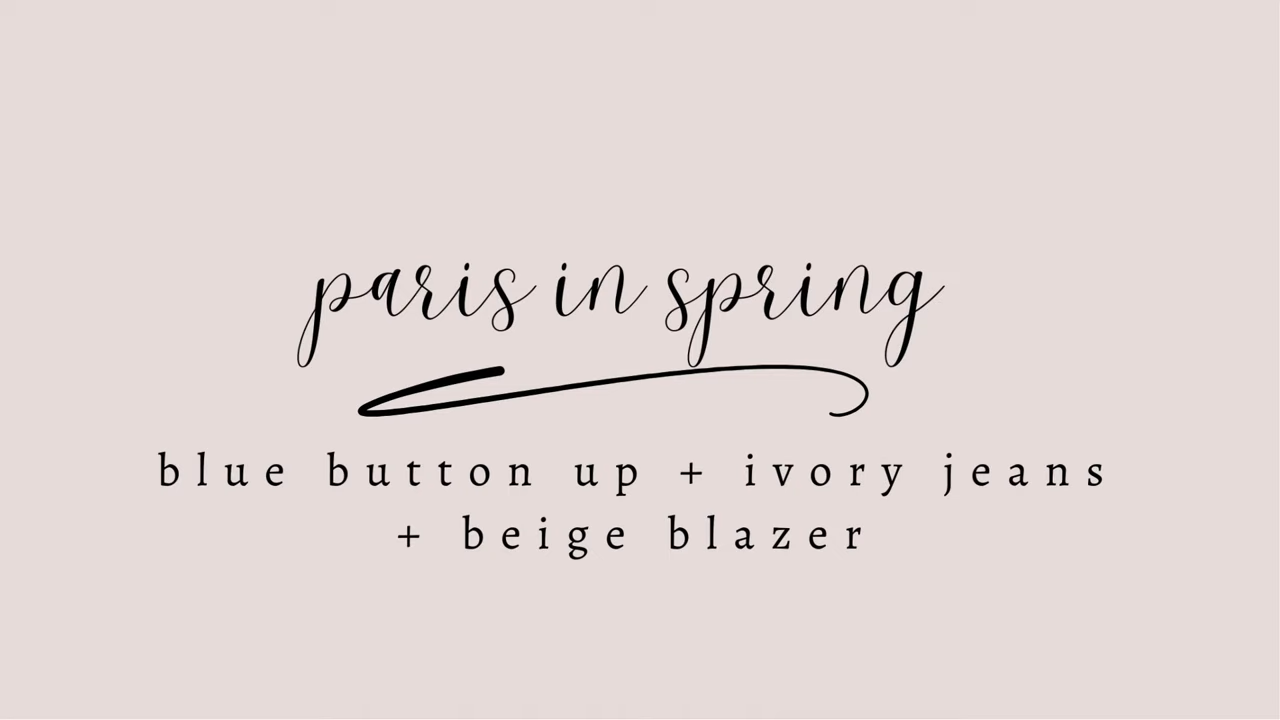 paris in spring
blue button up + ivory jeans
+ beige blazer